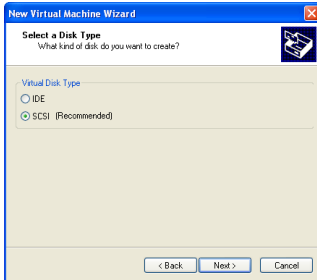 New Virtual Machine Wizard
Select a Disk Type
What kind of disk do you want to create?
Virtual Disk Type
IDE
SCSI (Recommended)
< Back Next > Cancel